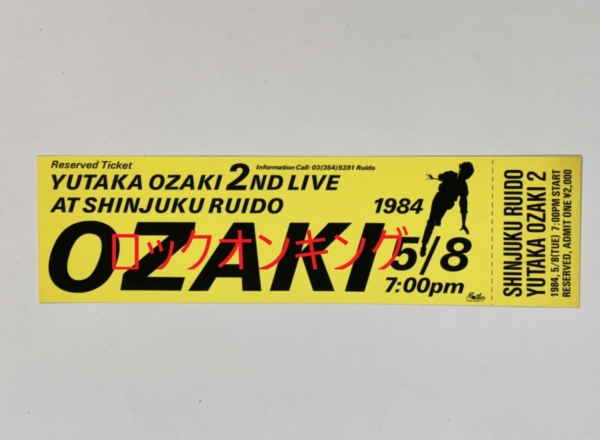 Reserved Ticket
Information Call: 03(354)5391 Ruido
YUTAKA OZAKI 2ND LIVE
AT SHINJUKU RUIDO
1984
OZAKI
ロックオンキング
5/8
7:00pm
Mother
SHINJUKU RUIDO
YUTAKA OZAKI 2
1984, 5/8(TUE) 7:00PM START
RESERVED, ADMIT ONE ¥2,000